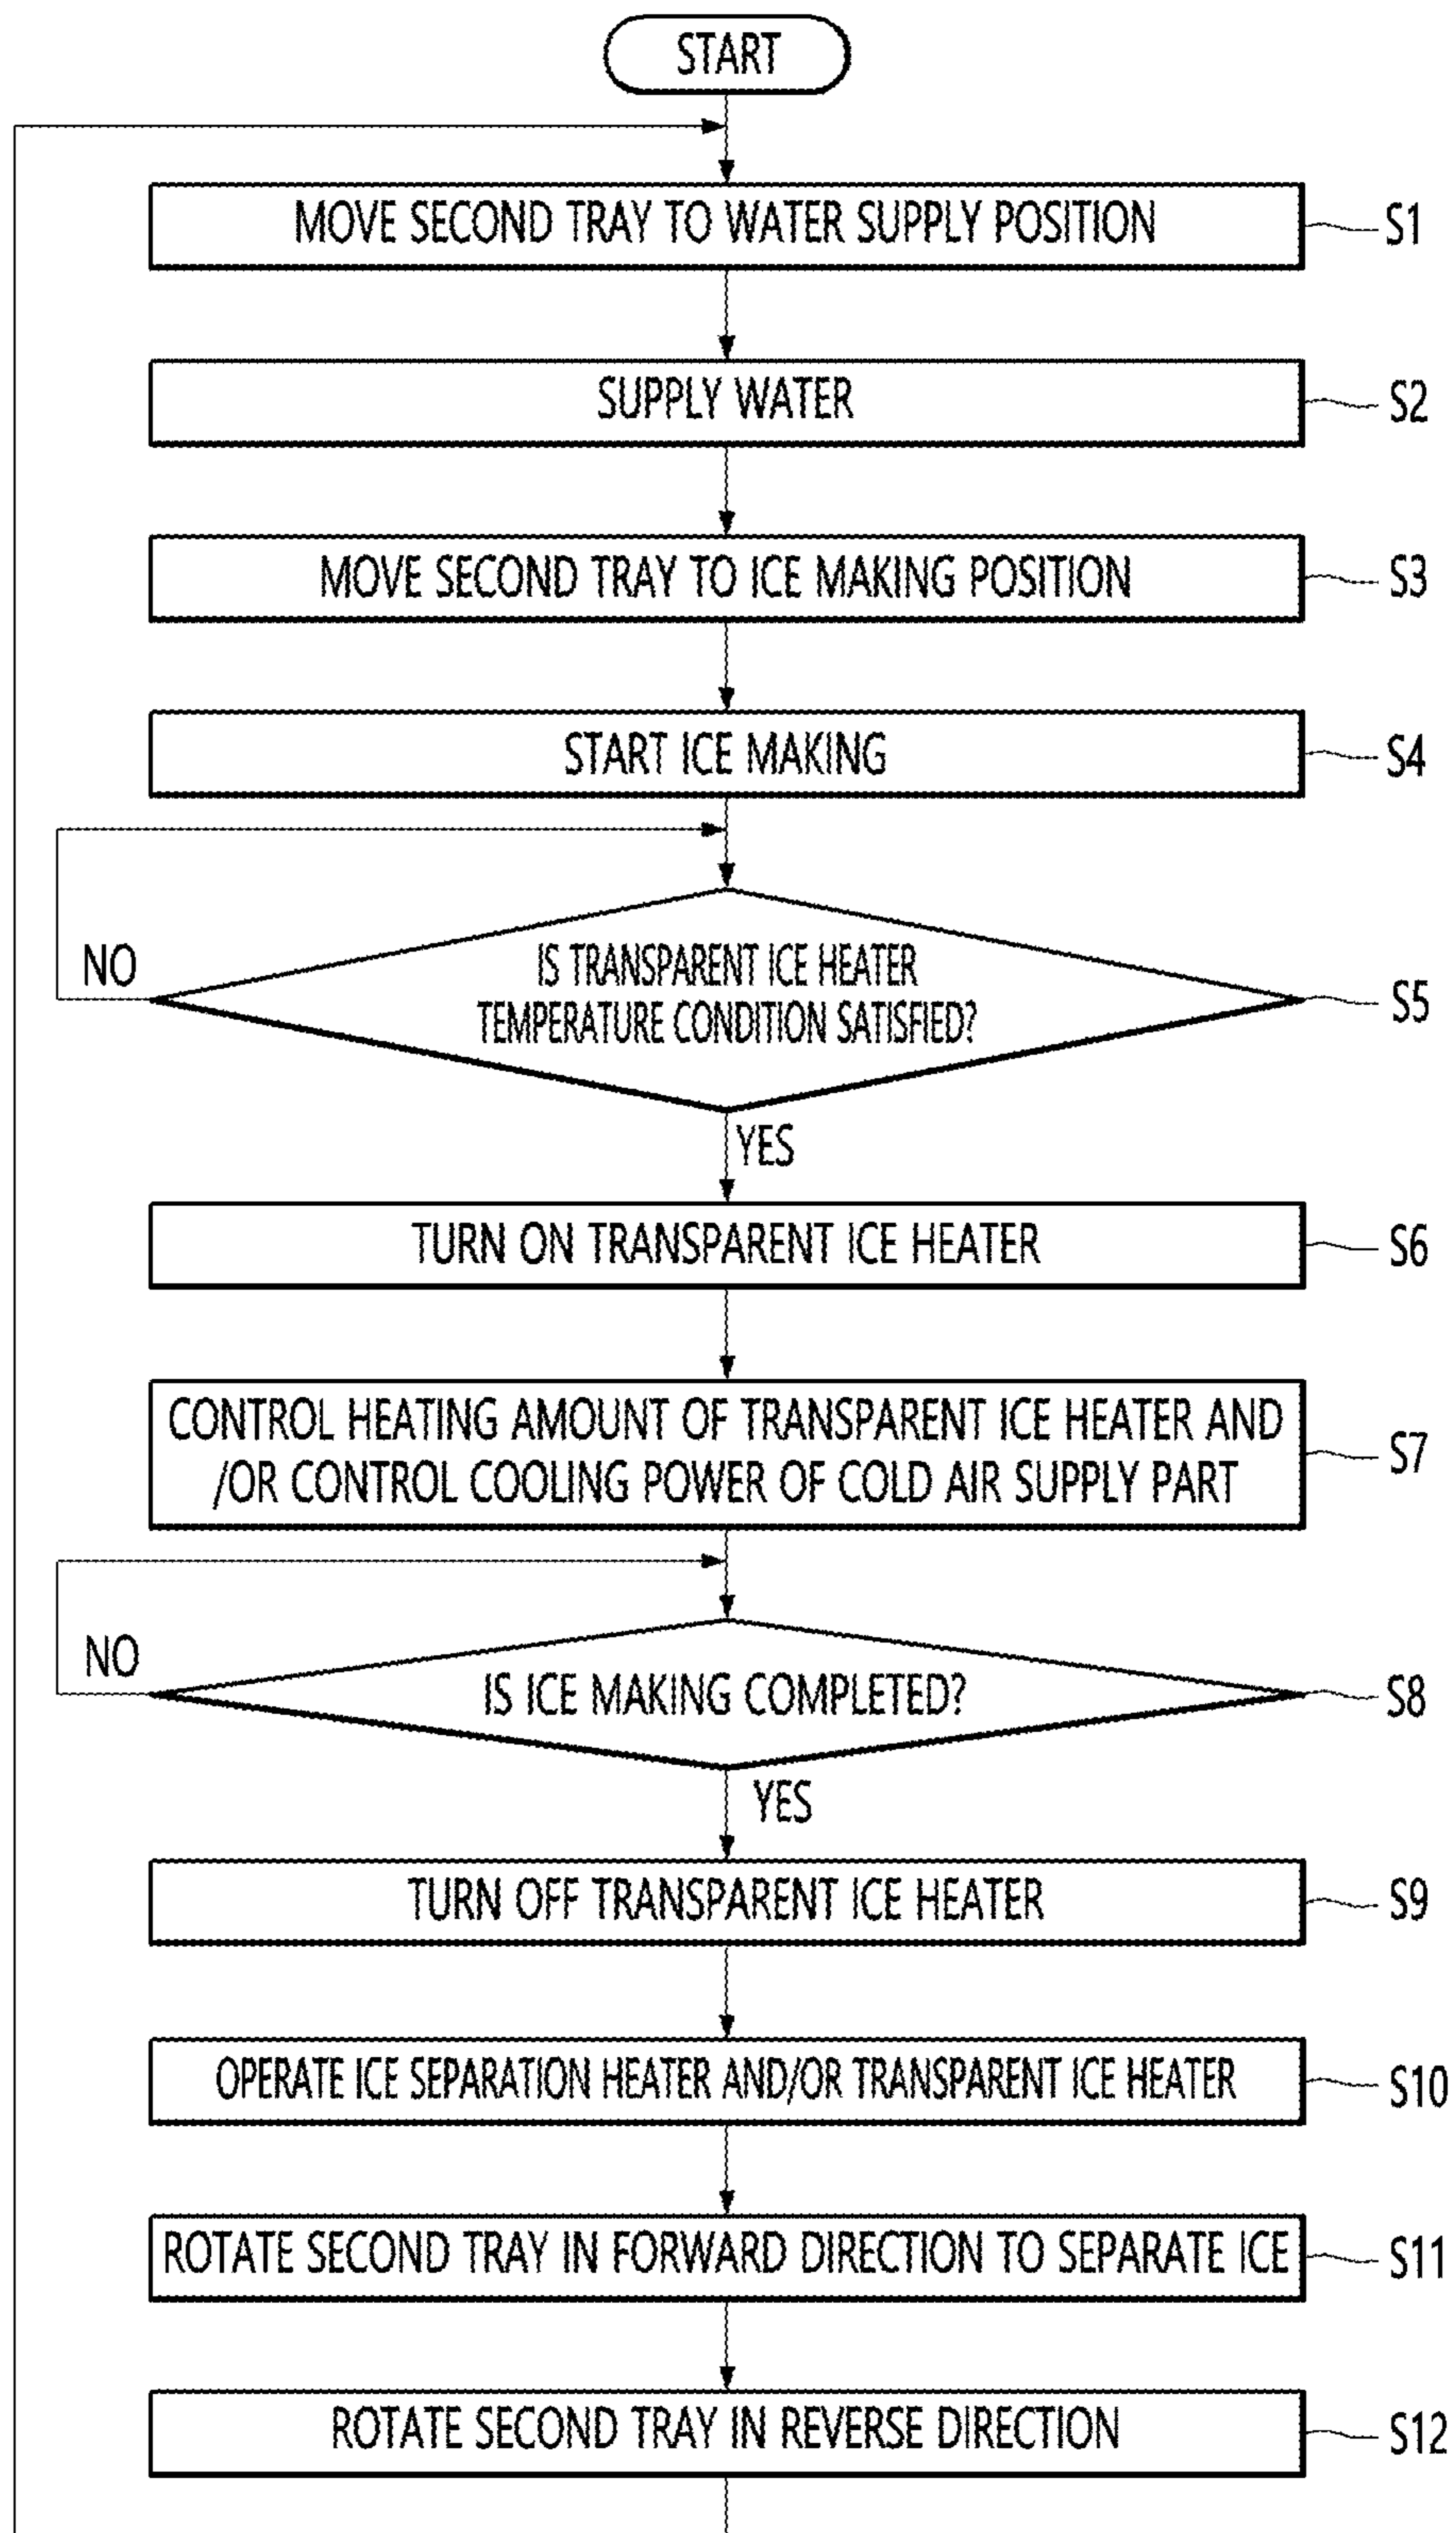 START
MOVE SECOND TRAY TO WATER SUPPLY POSITION
S1
SUPPLY WATER
S2
MOVE SECOND TRAY TO ICE MAKING POSITION
S3
START ICE MAKING
S4
NO
IS TRANSPARENT ICE HEATER
TEMPERATURE CONDITION SATISFIED?
S5
YES
TURN ON TRANSPARENT ICE HEATER
S6
CONTROL HEATING AMOUNT OF TRANSPARENT ICE HEATER AND
/OR CONTROL COOLING POWER OF COLD AIR SUPPLY PART
S7
NO
IS ICE MAKING COMPLETED?
S8
YES
TURN OFF TRANSPARENT ICE HEATER
S9
OPERATE ICE SEPARATION HEATER AND/OR TRANSPARENT ICE HEATER
S10
ROTATE SECOND TRAY IN FORWARD DIRECTION TO SEPARATE ICE
S11
ROTATE SECOND TRAY IN REVERSE DIRECTION
S12